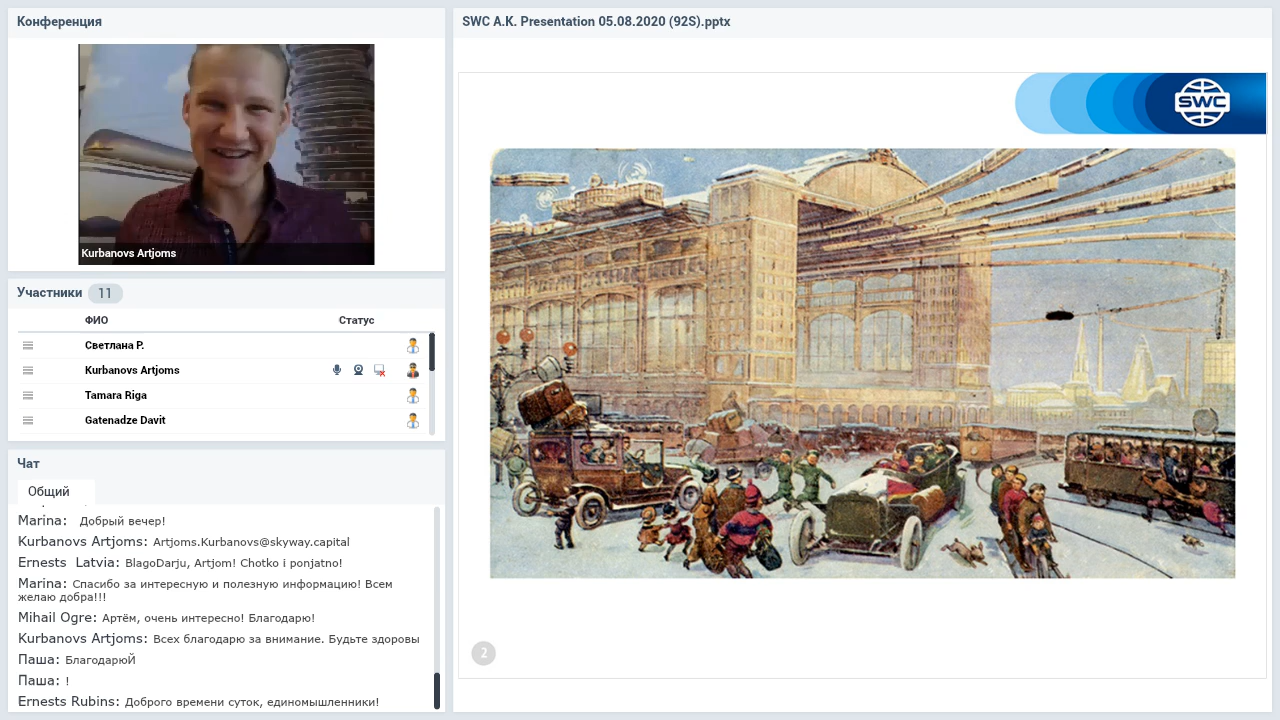 Конференция
Kurbanovs Artjoms
Участники 11
ФИО Статус
Светлана Р.
Kurbanovs Artjoms
Tamara Riga
Gatenadze Davit
Чат
Общий
Marina: Добрый вечер!
Kurbanovs Artjoms: Artjoms.Kurbanovs@skyway.capital
Ernests Latvia: BlagoDarju, Artjom! Chotko i ponjatno!
Marina: Спасибо за интересную и полезную информацию! Всем
желаю добра!!!
Mihail Ogre: Артём, очень интересно! Благодарю!
Kurbanovs Artjoms: Всех благодарю за внимание. Будьте здоровы
Паша: БлагодарюЙ
Паша: !
Ernests Rubins: Доброго времени суток, единомышленники!
SWC A.K. Presentation 05.08.2020 (92S).pptx
SWC
2